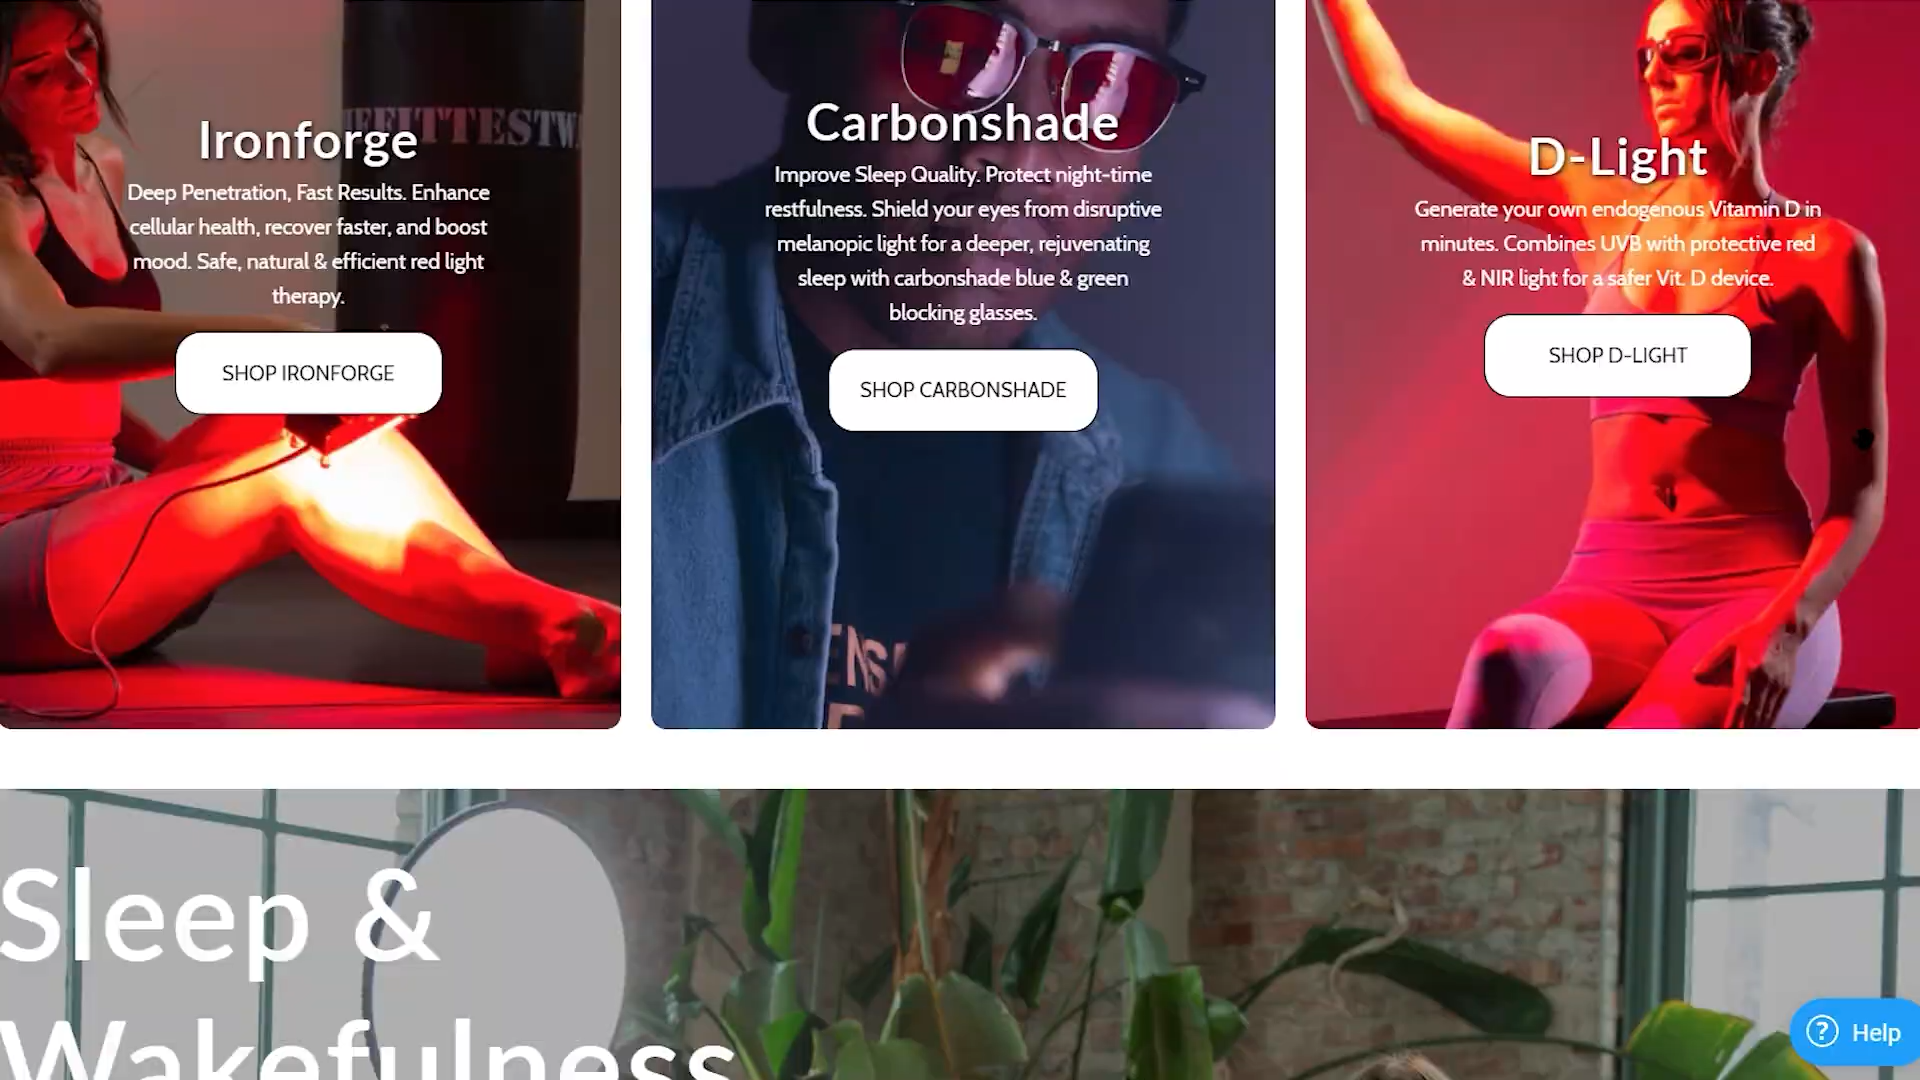 Ironforge
Deep Penetration, Fast Results. Enhance
cellular health, recover faster, and boost
mood. Safe, natural & efficient red light
therapy.
SHOP IRONFORGE
Carbonshade
Improve Sleep Quality. Protect night-time
restfulness. Shield your eyes from disruptive
melanopic light for a deeper, rejuvenating
sleep with carbonshade blue & green
blocking glasses.
SHOP CARBONSHADE
D-Light
Generate your own endogenous Vitamin D in
minutes. Combines UVB with protective red
& NIR light for a safer Vit. D device.
SHOP D-LIGHT
Sleep &
Wakefulness
Help